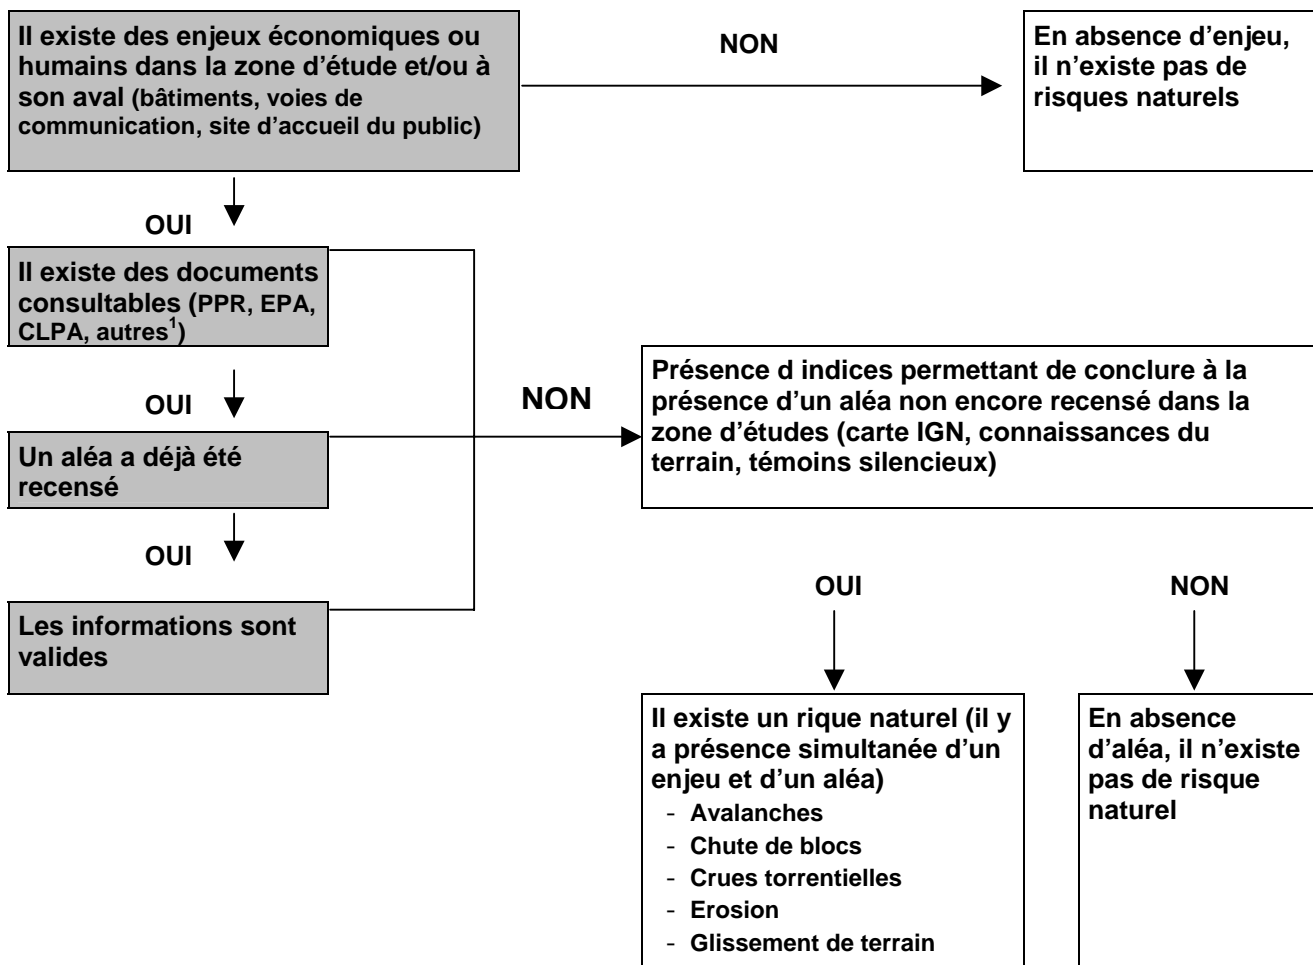 Il existe des enjeux économiques ou
humains dans la zone d'étude et/ou à
son aval (bâtiments, voies de
communication, site d'accueil du public)
NON
En absence d'enjeu,
il n'existe pas de
risques naturels
OUI
Il existe des documents
consultables (PPR, EPA,
CLPA, autres¹)
OUI
Un aléa a déjà été
recensé
OUI
Les informations sont
valides
NON
Présence d indices permettant de conclure à la
présence d'un aléa non encore recensé dans la
zone d'études (carte IGN, connaissances du
terrain, témoins silencieux)
OUI
Il existe un rique naturel (il y
a présence simultanée d'un
enjeu et d'un aléa)
- Avalanches
- Chute de blocs
- Crues torrentielles
- Erosion
- Glissement de terrain
NON
En absence
d'aléa, il n'existe
pas de risque
naturel